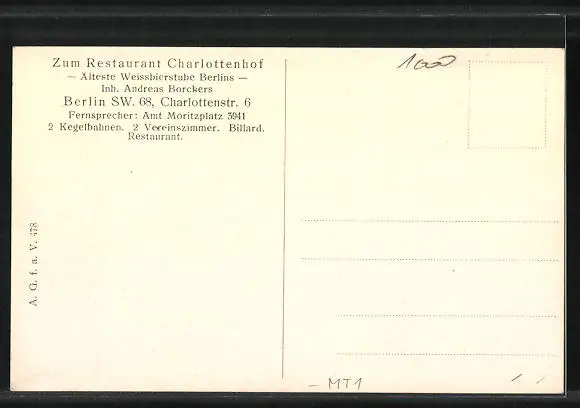 Zum Restaurant Charlottenhof
— Älteste Weissbierstube Berlins —
Inh. Andreas Borckers
Berlin SW. 68, Charlottenstr. 6
Fernsprecher: Amt Moritzplatz 3941
2 Kegelbahnen. 2 Vereinszimmer. Billard.
Restaurant.
A. G. f. a. V. 378
1000
- MT1